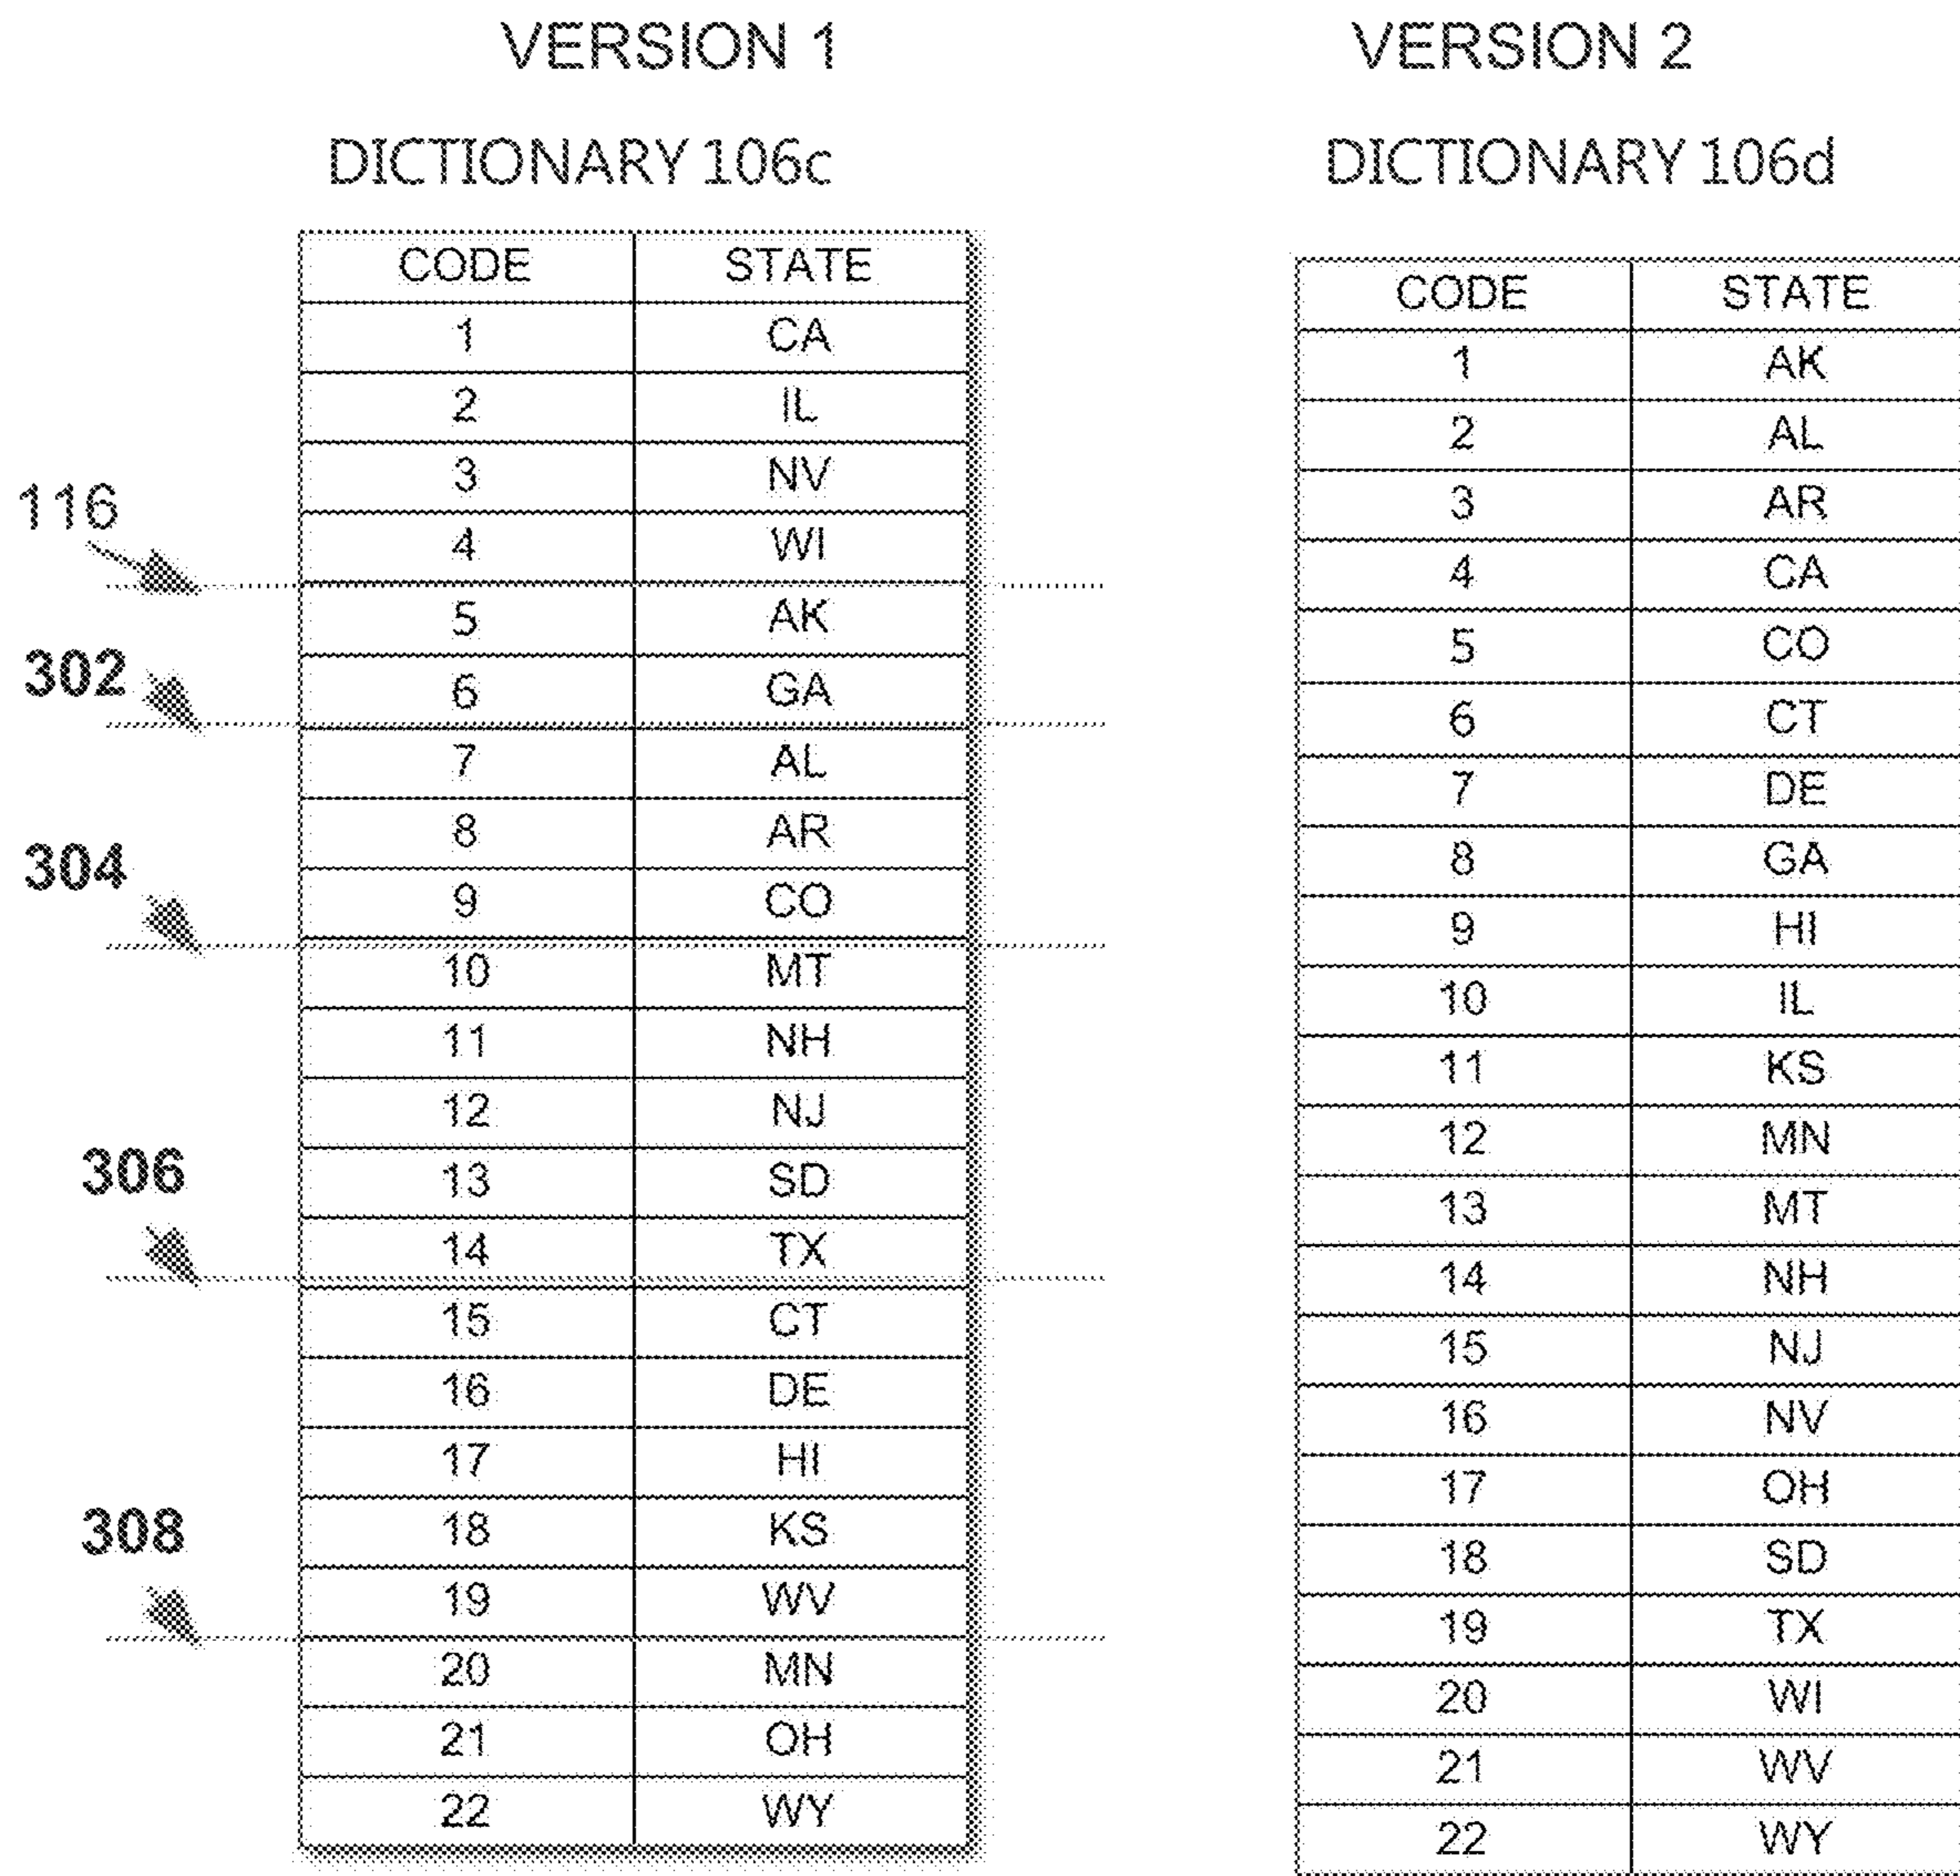 VERSION 1
DICTIONARY 106c
CODE STATE
1 CA
2 IL
3 NV
4 WI
116
5 AK
6 GA
302
7 AL
8 AR
9 CO
304
10 MT
11 NH
12 NJ
13 SD
14 TX
306
15 CT
16 DE
17 HI
18 KS
19 WV
308
20 MN
21 OH
22 WY
VERSION 2
DICTIONARY 106d
CODE STATE
1 AK
2 AL
3 AR
4 CA
5 CO
6 CT
7 DE
8 GA
9 HI
10 IL
11 KS
12 MN
13 MT
14 NH
15 NJ
16 NV
17 OH
18 SD
19 TX
20 WI
21 WV
22 WY